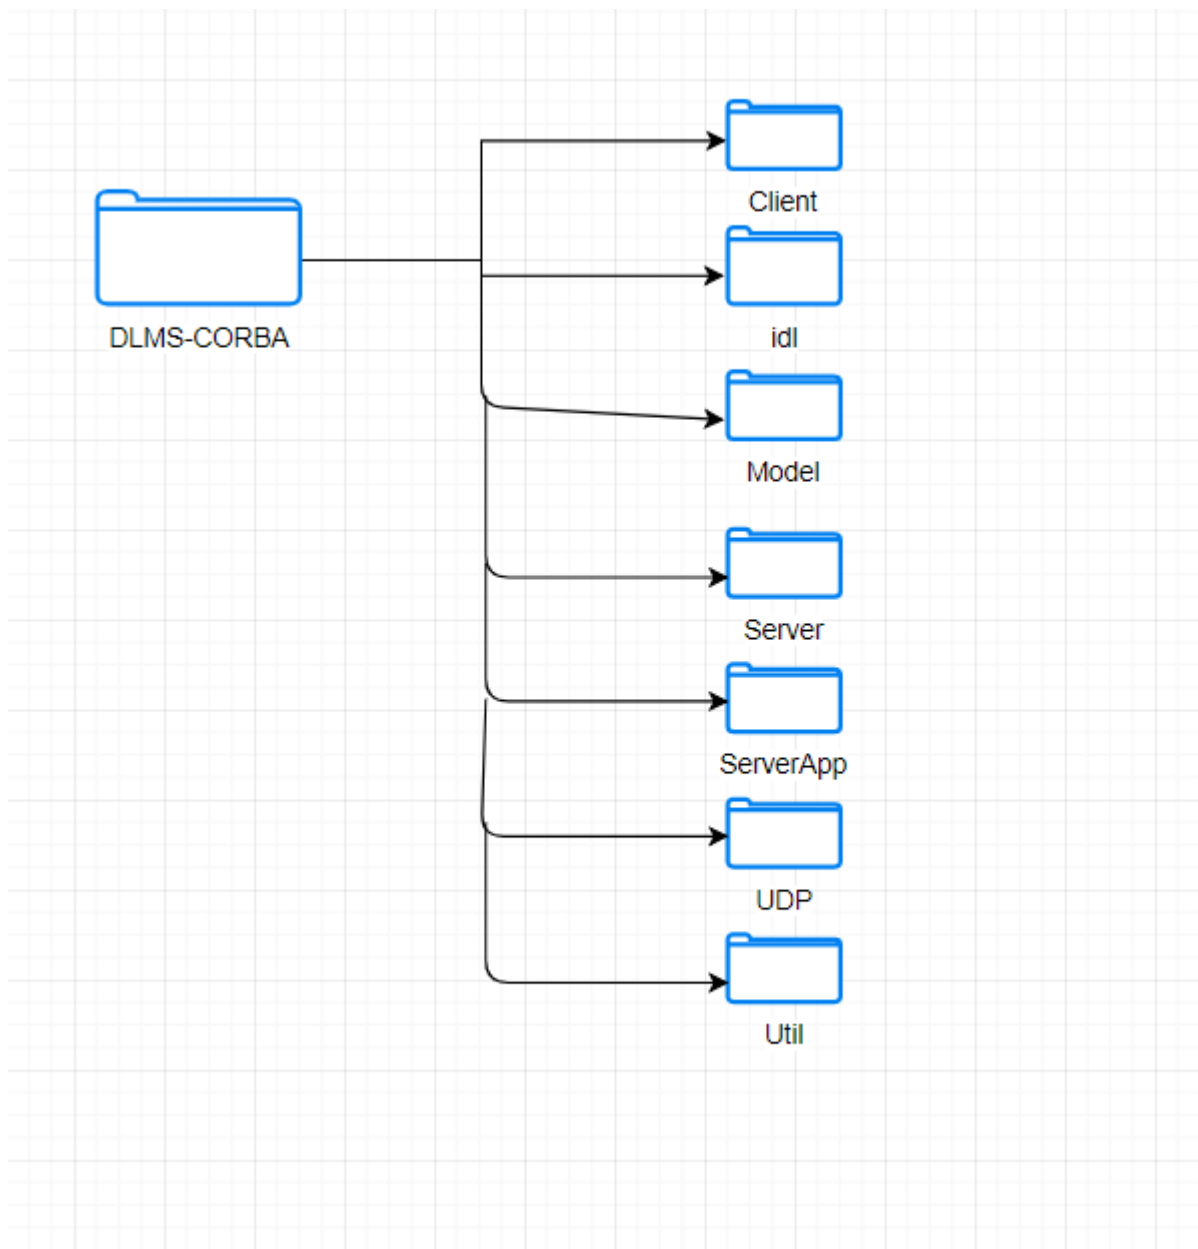 Client
DLMS-CORBA
idl
Model
Server
ServerApp
UDP
Util